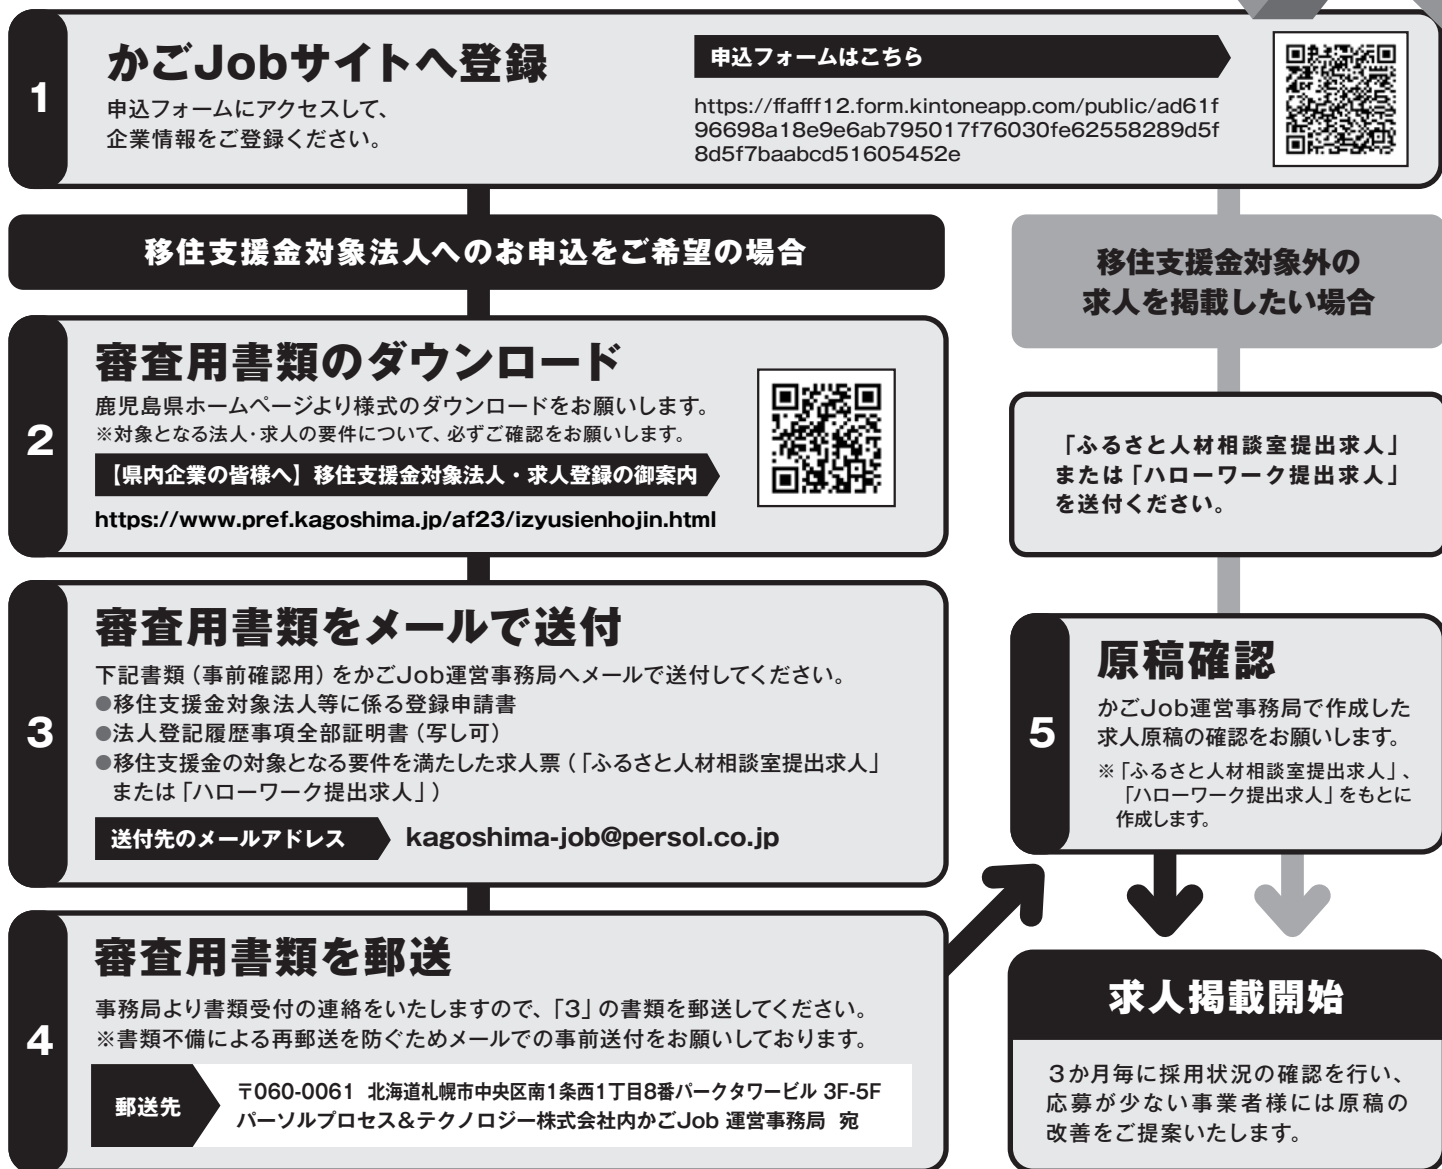 1
かごJobサイトへ登録
申込フォームにアクセスして、
企業情報をご登録ください。
申込フォームはこちら
https://ffafff12.form.kintoneapp.com/public/ad61f
96698a18e9e6ab795017f76030fe62558289d5f
8d5f7baabcd51605452e
移住支援金対象法人へのお申込をご希望の場合
2
審査用書類のダウンロード
鹿児島県ホームページより様式のダウンロードをお願いします。
※対象となる法人・求人の要件について、必ずご確認をお願いします。
【県内企業の皆様へ】移住支援金対象法人・求人登録の御案内
https://www.pref.kagoshima.jp/af23/izyusienhojin.html
3
審査用書類をメールで送付
下記書類（事前確認用）をかごJob運営事務局へメールで送付してください。
●移住支援金対象法人等に係る登録申請書
●法人登記履歴事項全部証明書（写し可）
●移住支援金の対象となる要件を満たした求人票（「ふるさと人材相談室提出求人」
または「ハローワーク提出求人」）
送付先のメールアドレス
kagoshima-job@persol.co.jp
4
審査用書類を郵送
事務局より書類受付の連絡をいたしますので、「3」の書類を郵送してください。
※書類不備による再郵送を防ぐためメールでの事前送付をお願いしております。
郵送先
〒060-0061 北海道札幌市中央区南1条西1丁目8番パークタワービル 3F-5F
パーソルプロセス＆テクノロジー株式会社内かごJob 運営事務局 宛
移住支援金対象外の
求人を掲載したい場合
「ふるさと人材相談室提出求人」
または「ハローワーク提出求人」
を送付ください。
5
原稿確認
かごJob運営事務局で作成した
求人原稿の確認をお願いします。
※「ふるさと人材相談室提出求人」、
「ハローワーク提出求人」をもとに
作成します。
求人掲載開始
3か月毎に採用状況の確認を行い、
応募が少ない事業者様には原稿の
改善をご提案いたします。